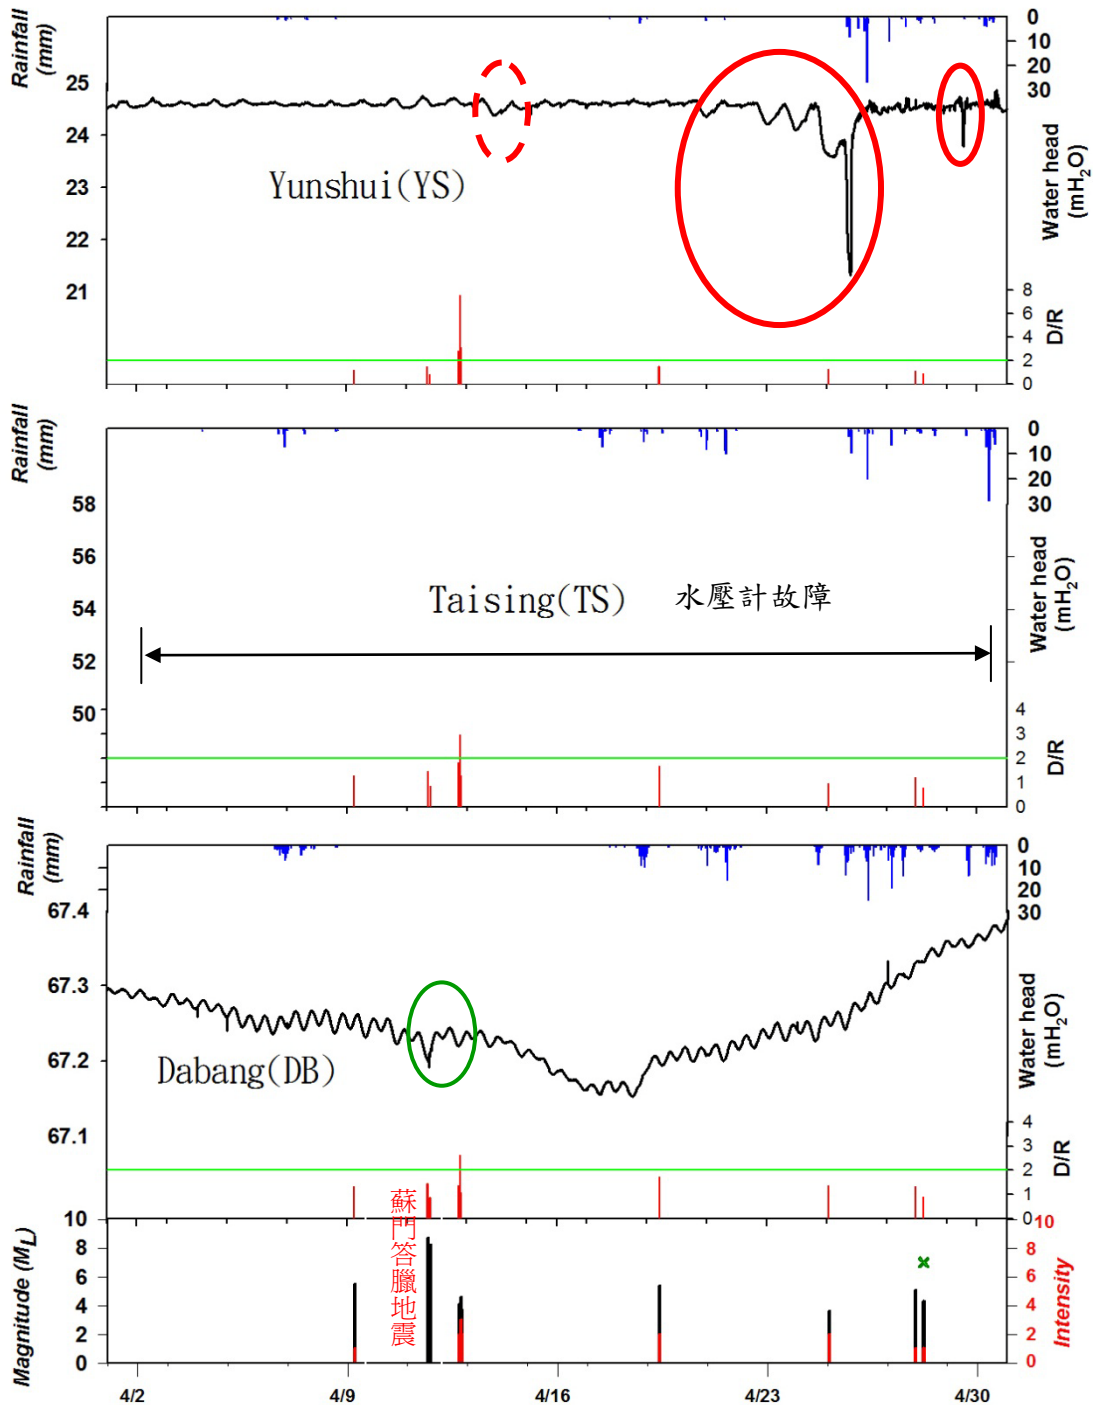 Rainfall
(mm)
0
10
20
30
25
24
23
22
21
Water head
(mH2O)
Yunshui(YS)
8
6
4
2
0
D/R
Rainfall
(mm)
0
10
20
30
58
56
54
52
50
Water head
(mH2O)
Taising(TS) 水壓計故障
4
3
2
1
0
D/R
Rainfall
(mm)
0
10
20
30
67.4
67.3
67.2
67.1
Water head
(mH2O)
Dabang(DB)
4
3
2
1
0
D/R
蘇門答臘地震
Magnitude (ML)
10
8
6
4
2
0
10
8
6
4
2
0
Intensity
4/2 4/9 4/16 4/23 4/30